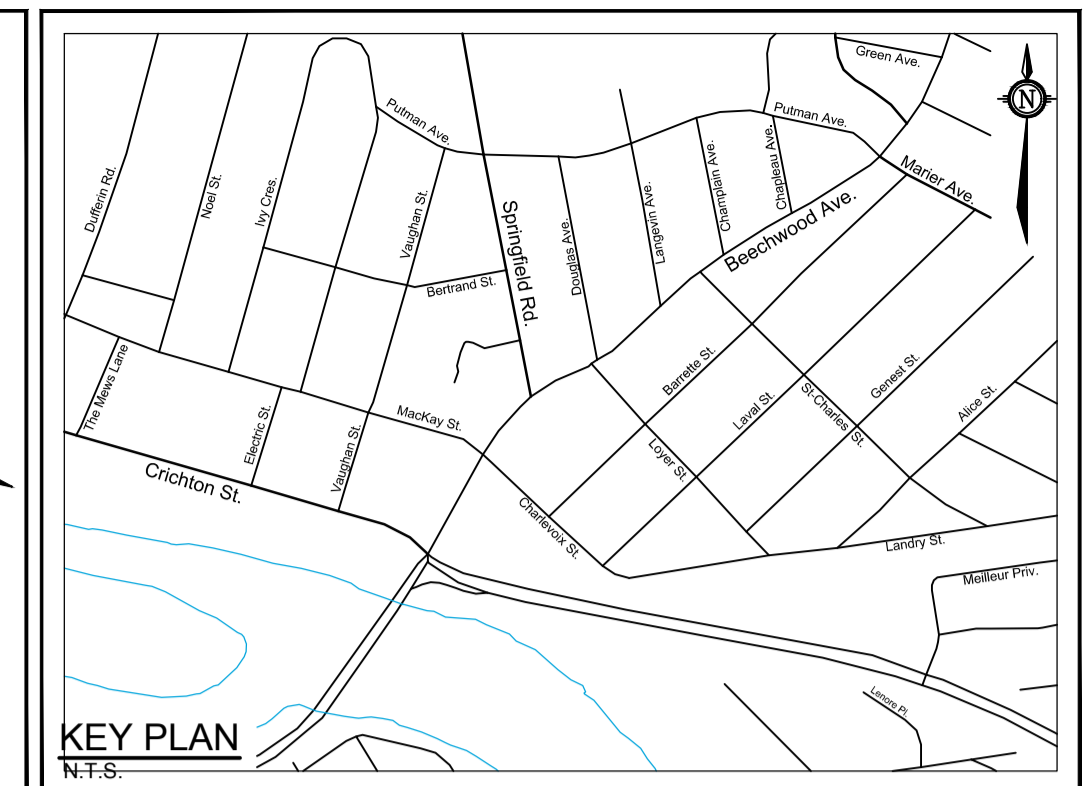 Green Ave.
N
Putman Ave.
Putman Ave.
Marier Ave.
Dufferin Rd.
Noel St.
Ivy Cres.
Vaughan St.
Springfield Rd.
Douglas Ave.
Langevin Ave.
Champlain Ave.
Chapleau Ave.
Beechwood Ave.
Bertrand St.
The Mews Lane
Electric St.
Vaughan St.
MacKay St.
Barrette St.
Laval St.
St-Charles St.
Genest St.
Alice St.
Loyer St.
Crichton St.
Charlevoix St.
Landry St.
Meilleur Priv.
Lenore Pl.
KEY PLAN
N.T.S.